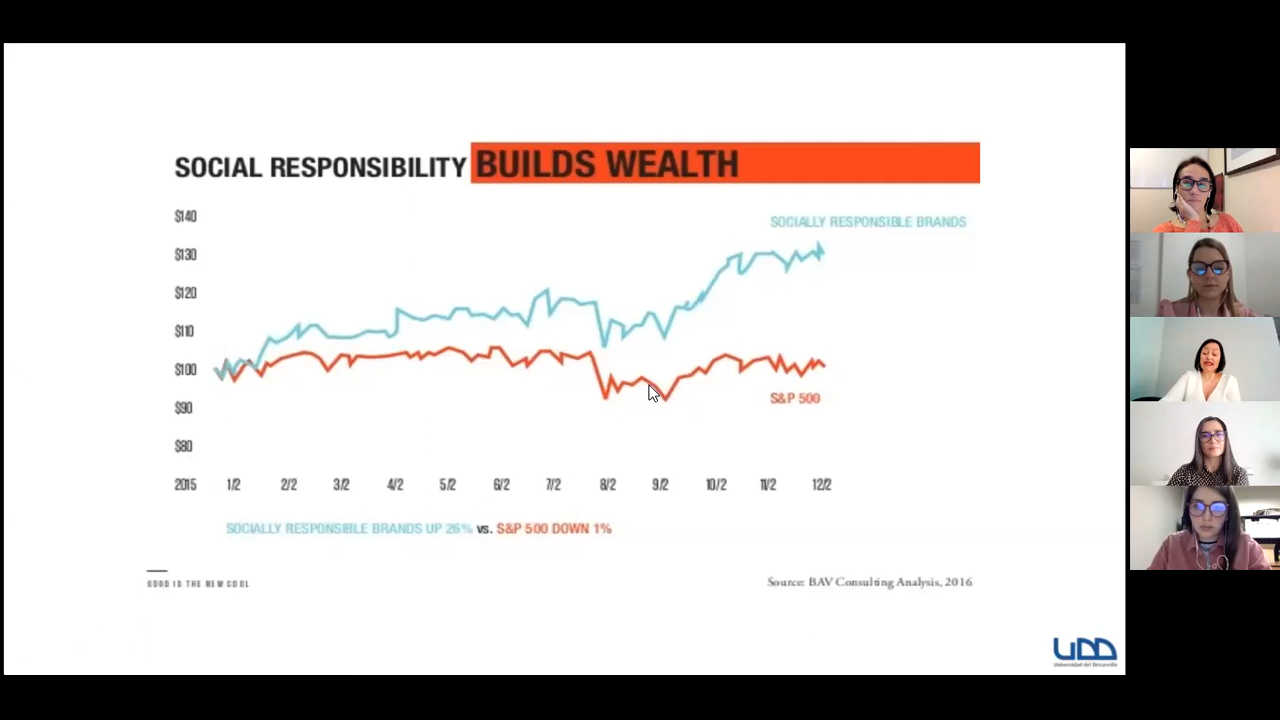 SOCIAL RESPONSIBILITY BUILDS WEALTH
$140
SOCIALLY RESPONSIBLE BRANDS
$130
$120
$110
$100
$90
S&P 500
$80
2015 1/2 2/2 3/2 4/2 5/2 6/2 7/2 8/2 9/2 10/2 11/2 12/2
SOCIALLY RESPONSIBLE BRANDS UP 26% vs. S&P 500 DOWN 1%
GOOD IS THE NEW COOL
Source: BAV Consulting Analysis, 2016
UDD
Universidad del Desarrollo